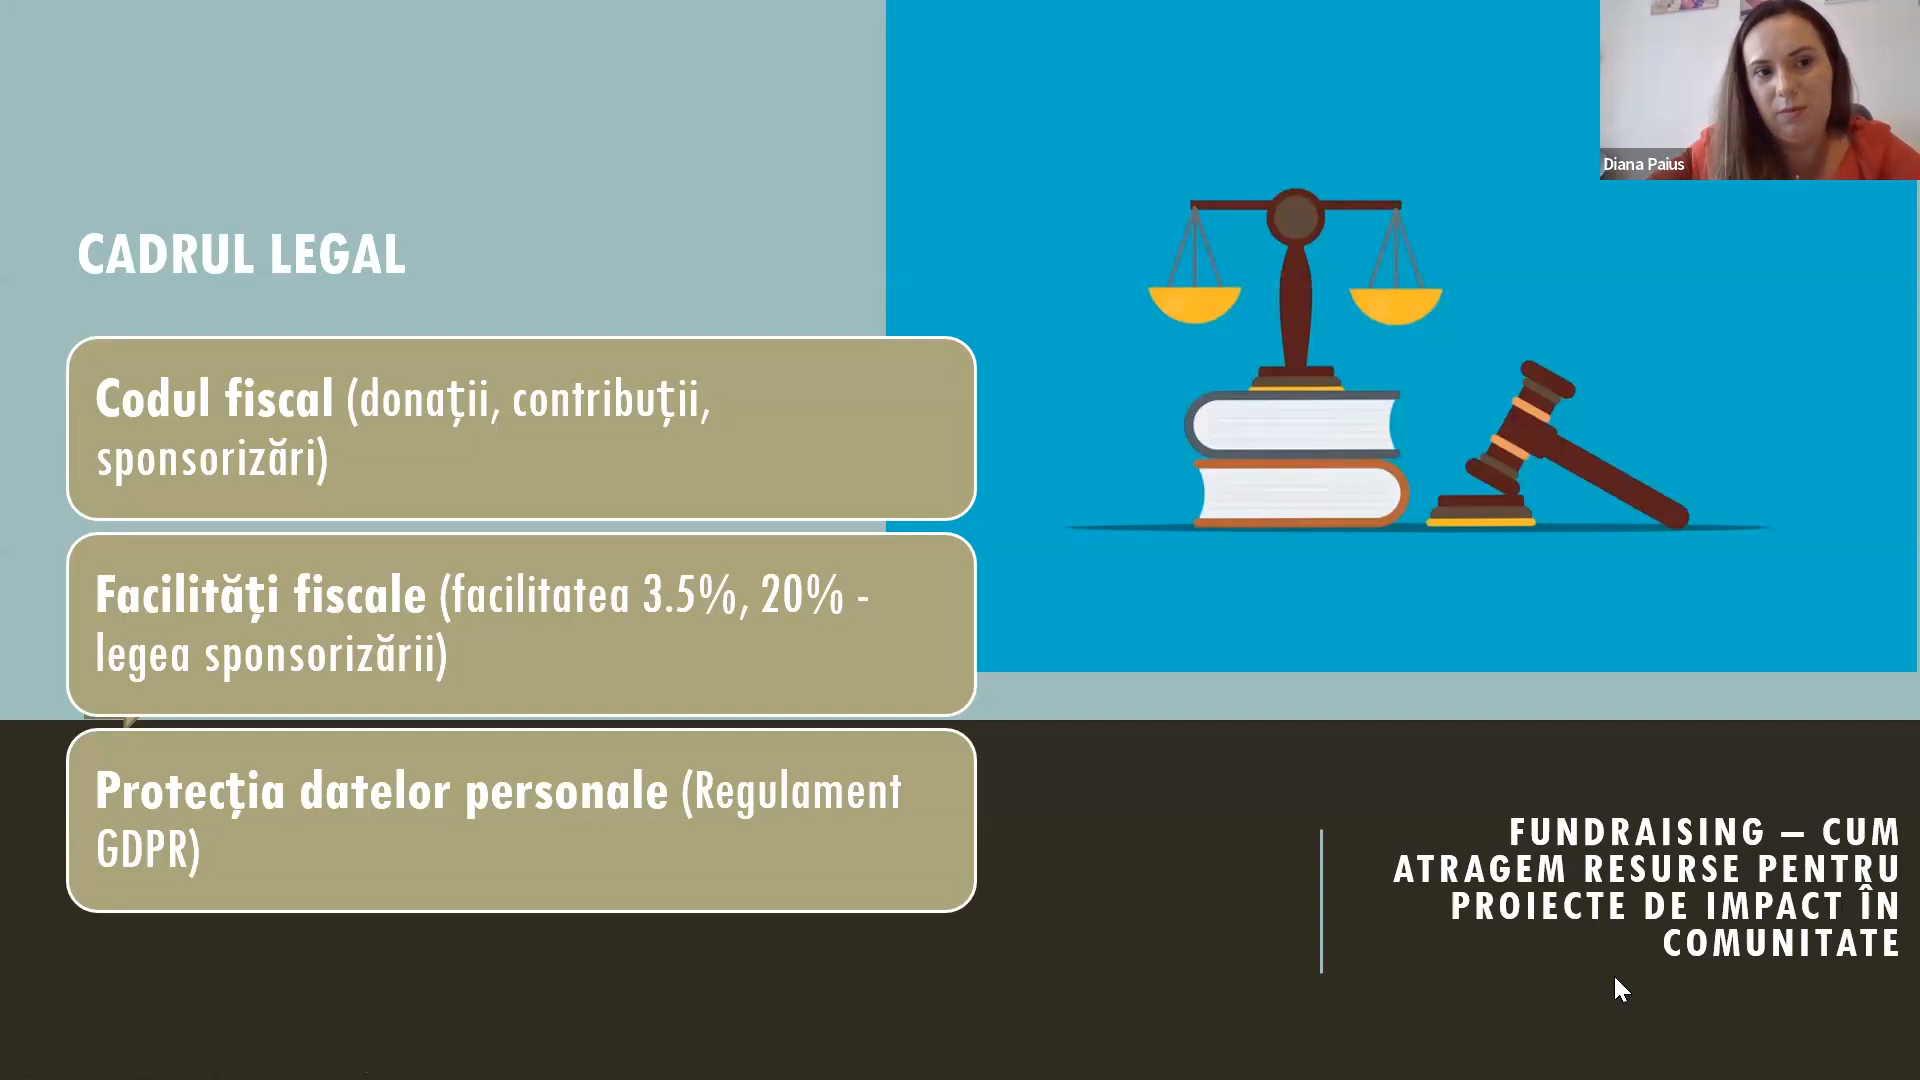 Diana Paius
CADRUL LEGAL
Codul fiscal (donații, contribuții,
sponsorizări)
Facilități fiscale (facilitatea 3.5%, 20% -
legea sponsorizării)
Protecția datelor personale (Regulament
GDPR)
FUNDRAISING – CUM
ATRAGEM RESURSE PENTRU
PROIECTE DE IMPACT ÎN
COMUNITATE